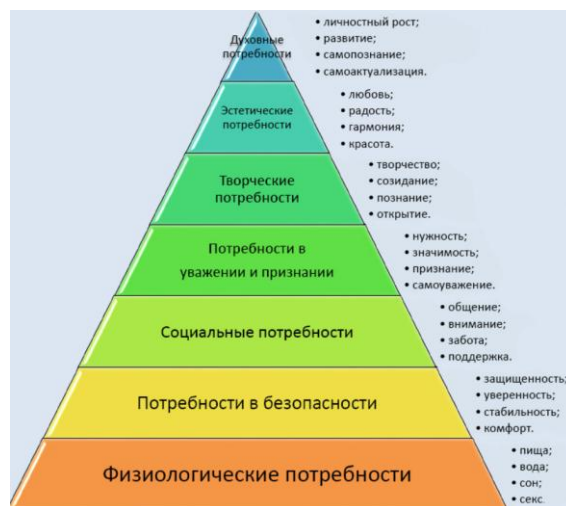 Духовные
потребности
• личностный рост;
• развитие;
• самопознание;
• самоактуализация.
Эстетические
потребности
• любовь;
• радость;
• гармония;
• красота.
Творческие
потребности
• творчество;
• созидание;
• познание;
• открытие.
Потребности в
уважении и признании
• нужность;
• значимость;
• признание;
• самоуважение.
Социальные потребности
• общение;
• внимание;
• забота;
• поддержка.
Потребности в безопасности
• защищенность;
• уверенность;
• стабильность;
• комфорт.
Физиологические потребности
• пища;
• вода;
• сон;
• секс.